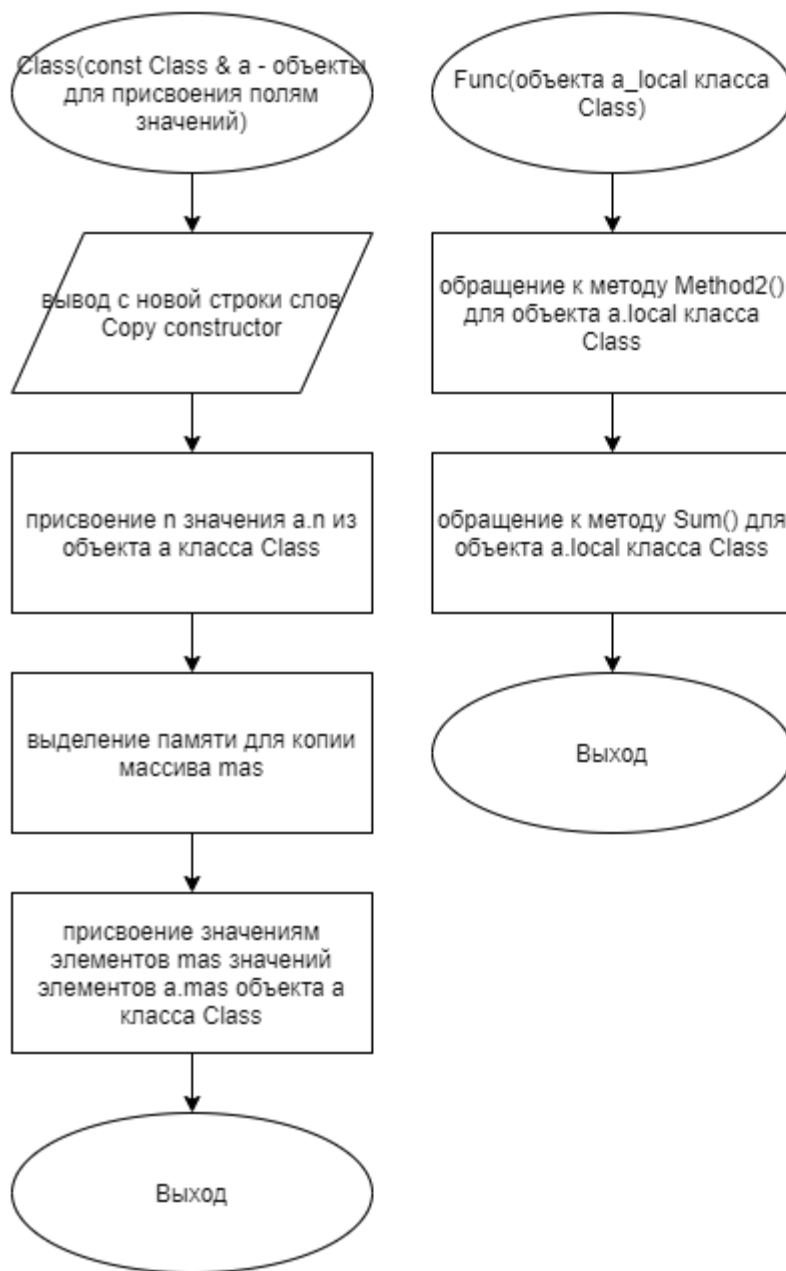 Class(const Class & a - объекты
для присвоения полям
значений)
вывод с новой строки слов
Copy constructor
присвоение n значения a.n из
объекта a класса Class
выделение памяти для копии
массива mas
присвоение значениям
элементов mas значений
элементов a.mas объекта a
класса Class
Выход
Func(объекта a_local класса
Class)
обращение к методу Method2()
для объекта a.local класса
Class
обращение к методу Sum() для
объекта a.local класса Class
Выход